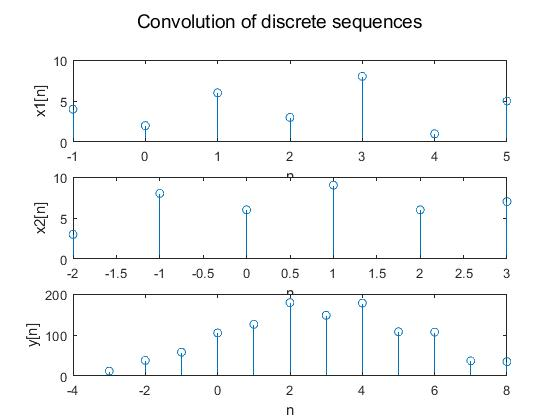 Convolution of discrete sequences
10
5
0
x1[n]
-1 0 1 2 3 4 5
n
10
5
0
x2[n]
-2 -1.5 -1 -0.5 0 0.5 1 1.5 2 2.5 3
n
200
100
0
y[n]
-4 -2 0 2 4 6 8
n